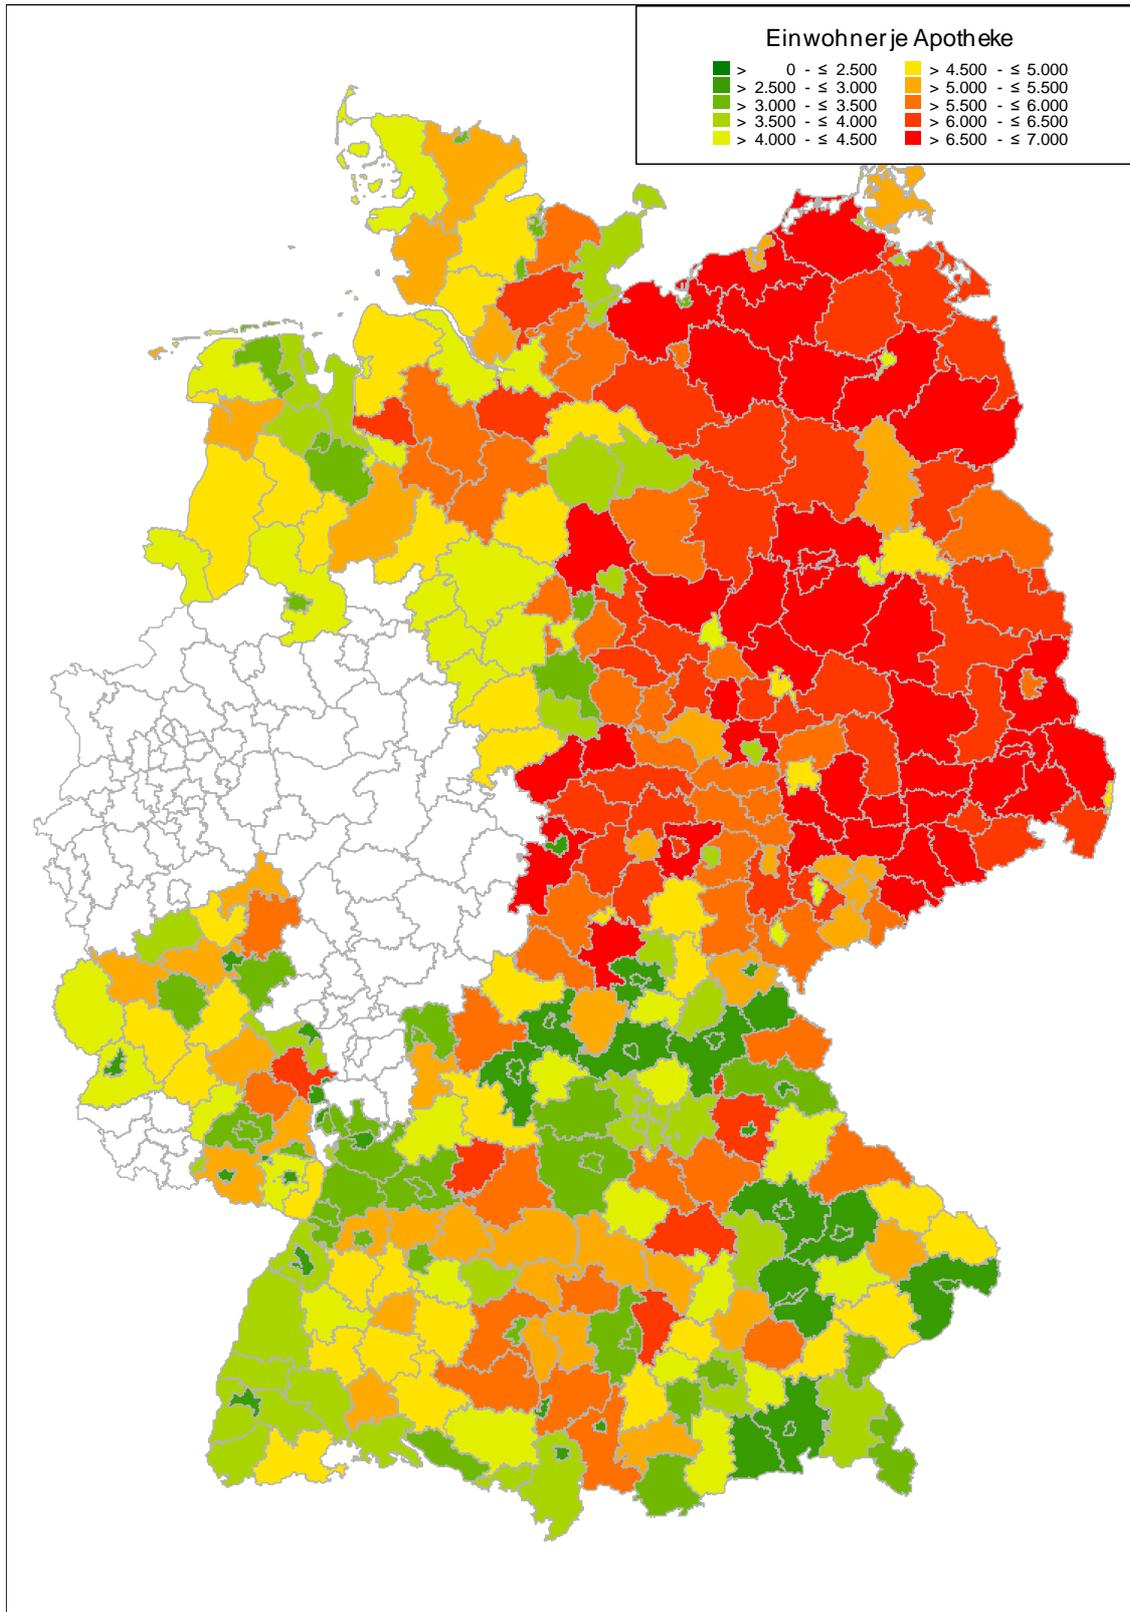 Einwohner je Apotheke
> 0 - ≤ 2.500 > 4.500 - ≤ 5.000
> 2.500 - ≤ 3.000 > 5.000 - ≤ 5.500
> 3.000 - ≤ 3.500 > 5.500 - ≤ 6.000
> 3.500 - ≤ 4.000 > 6.000 - ≤ 6.500
> 4.000 - ≤ 4.500 > 6.500 - ≤ 7.000